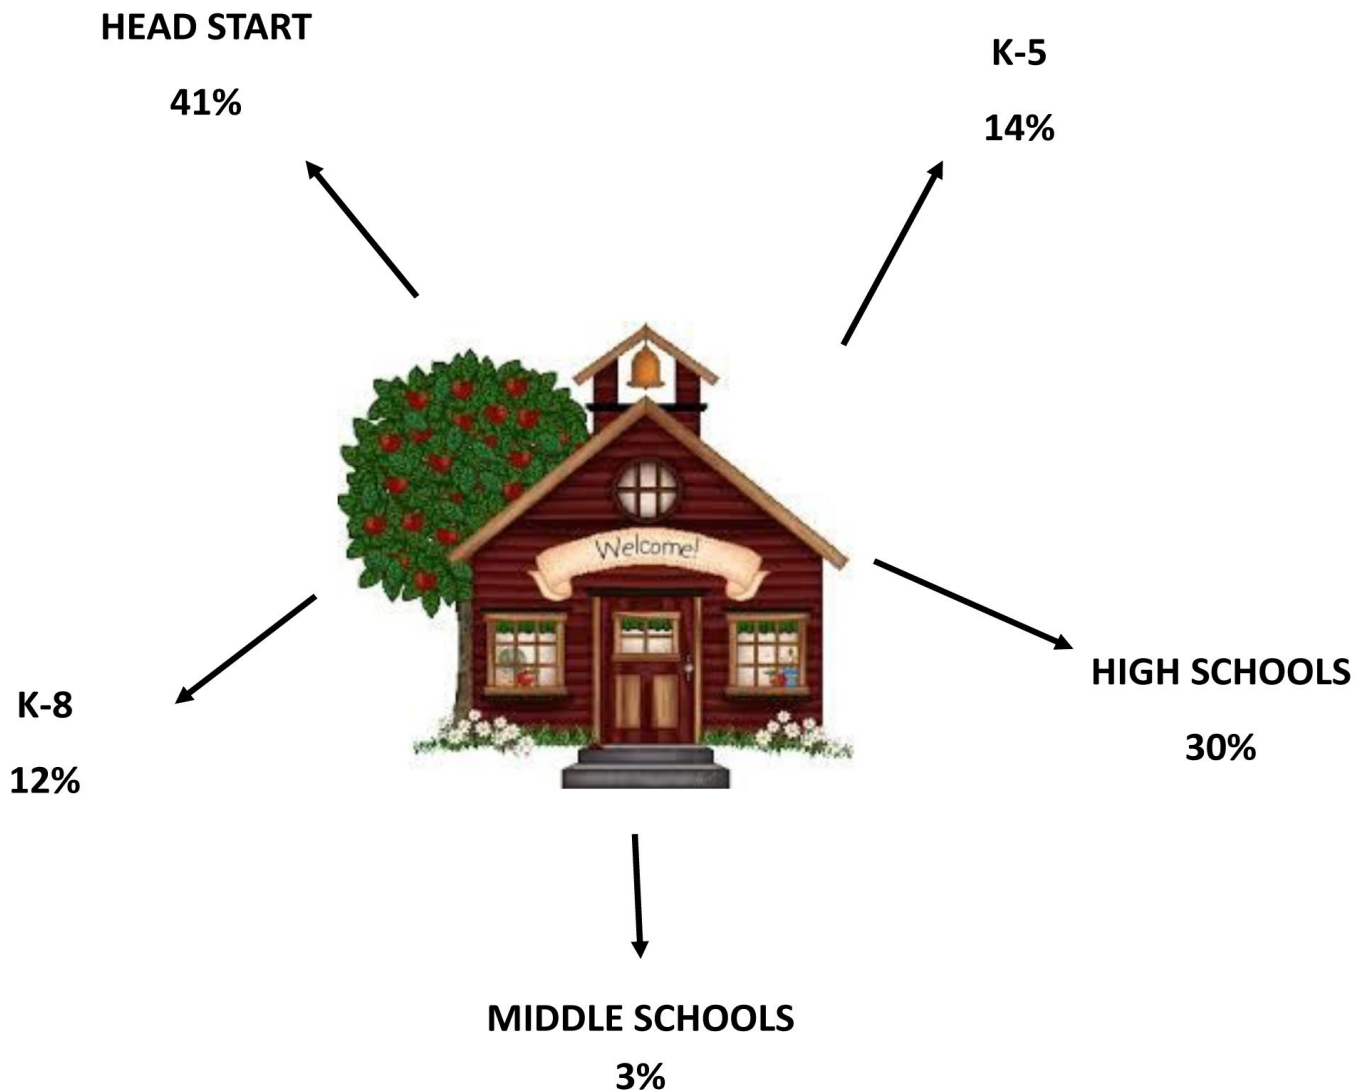 HEAD START
41%
K-5
14%
Welcome!
HIGH SCHOOLS
30%
K-8
12%
MIDDLE SCHOOLS
3%